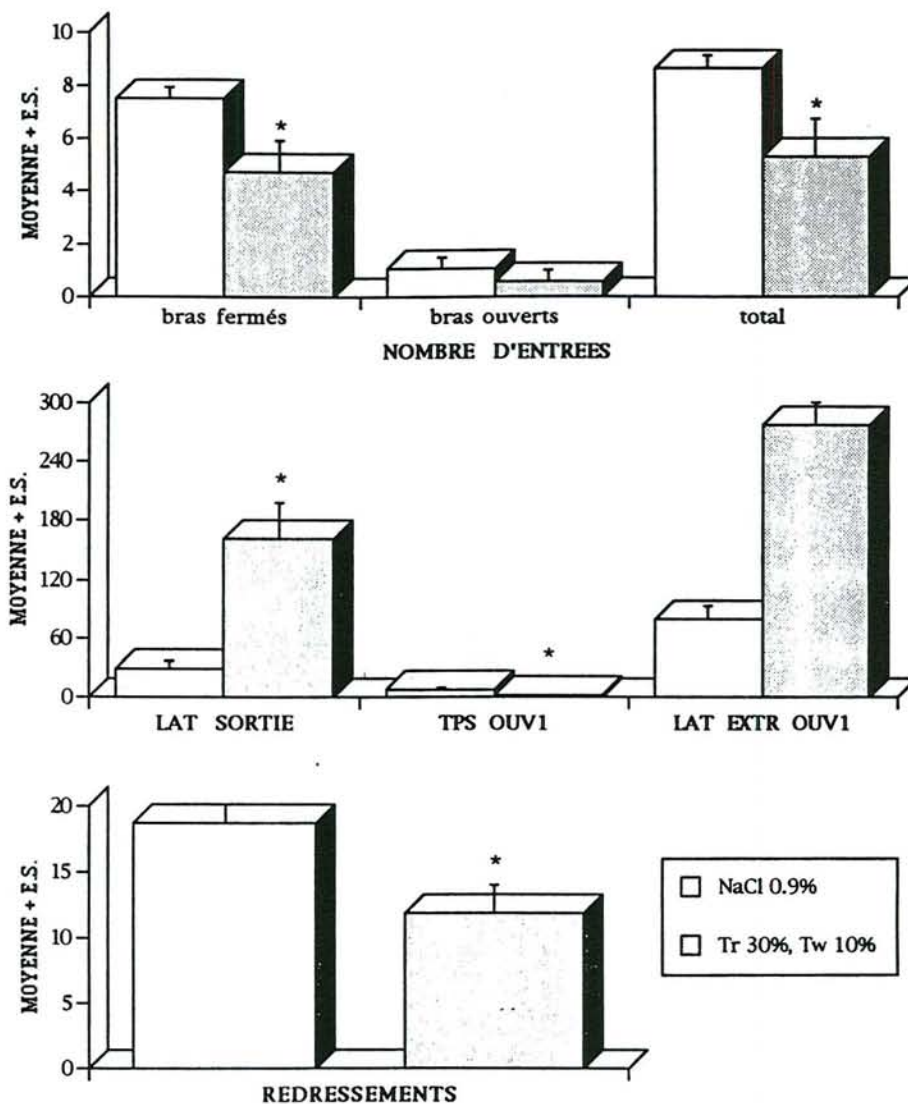 MOYENNE + E.S.
10
8
6
4
2
0
*
*
bras fermés
bras ouverts
total
NOMBRE D'ENTREES
MOYENNE + E.S.
300
240
180
120
60
0
*
*
LAT SORTIE
TPS OUV1
LAT EXTR OUV1
MOYENNE + E.S.
20
15
10
5
0
*
REDRESSEMENTS
NaCl 0.9%
Tr 30%, Tw 10%